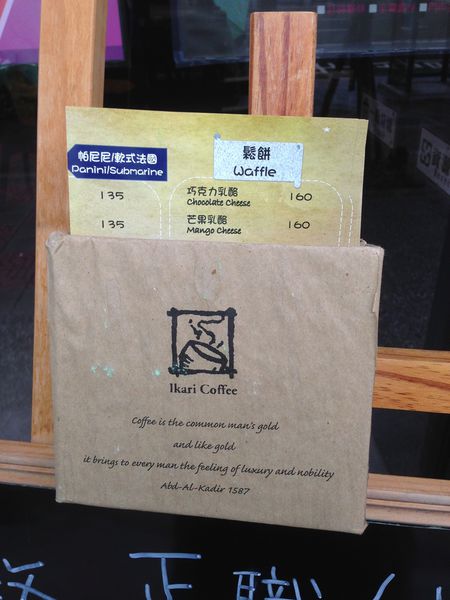 帕尼尼/軟式法國
Panini/Submarine
135
135
鬆餅
Waffle
巧克力乳酪 160
Chocolate Cheese
芒果乳酪 160
Mango Cheese
Ikari Coffee
Coffee is the common man's gold
and like gold
it brings to every man the feeling of luxury and nobility
Abd-Al-Kadir 1587
正職